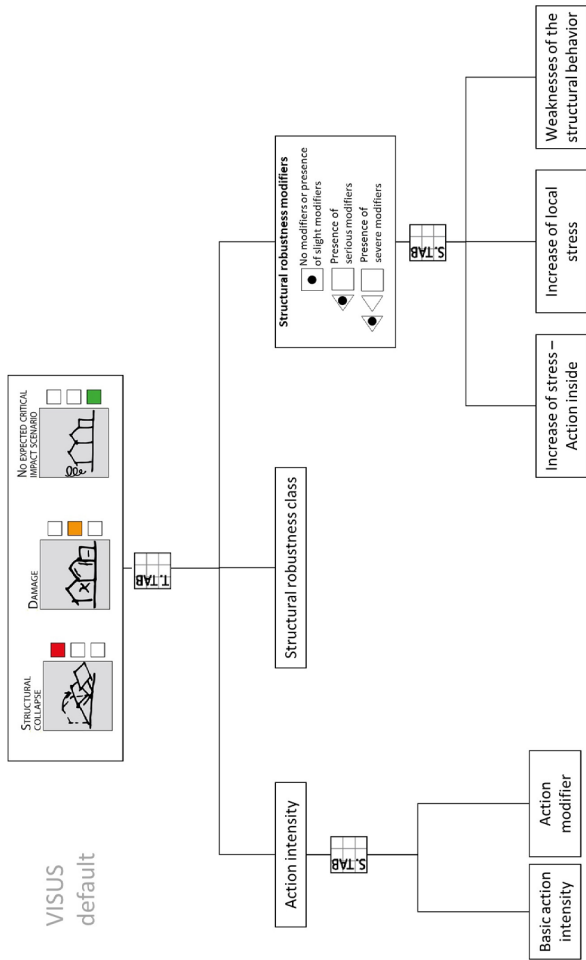 VISUS
default
STRUCTURAL
COLLAPSE
DAMAGE
NO EXPECTED CRITICAL
IMPACT SCENARIO
T. TAB
Action intensity
Structural robustness class
Structural robustness modifiers
No modifiers or presence
of slight modifiers
Presence of
serious modifiers
Presence of
severe modifiers
S. TAB
S. TAB
Basic action
intensity
Action
modifier
Increase of stress –
Action inside
Increase of local
stress
Weaknesses of the
structural behavior